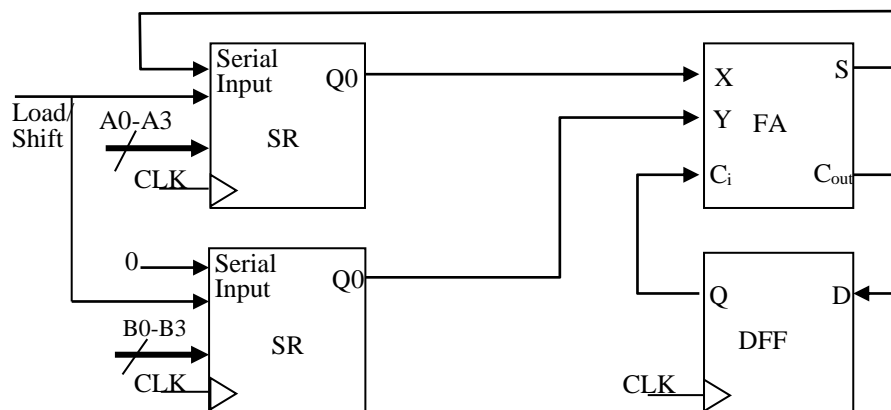 Serial
Input
Q0
SR
Load/
Shift
A0-A3
CLK
X
Y
Ci
FA
S
Cout
0
Serial
Input
Q0
SR
B0-B3
CLK
Q
D
DFF
CLK